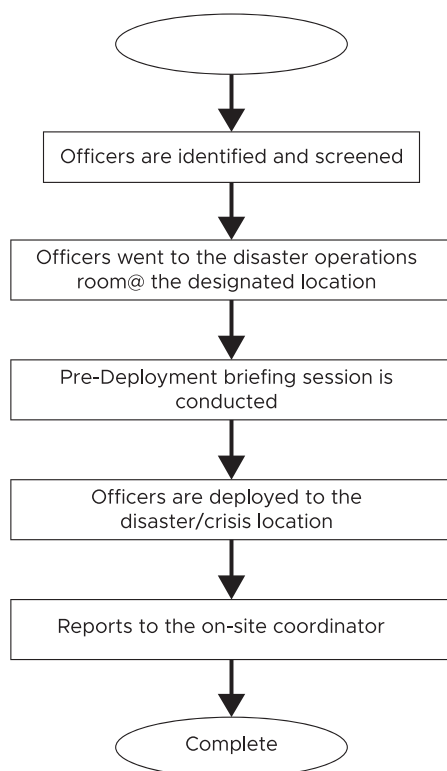 Officers are identified and screened
Officers went to the disaster operations
room@ the designated location
Pre-Deployment briefing session is
conducted
Officers are deployed to the
disaster/crisis location
Reports to the on-site coordinator
Complete